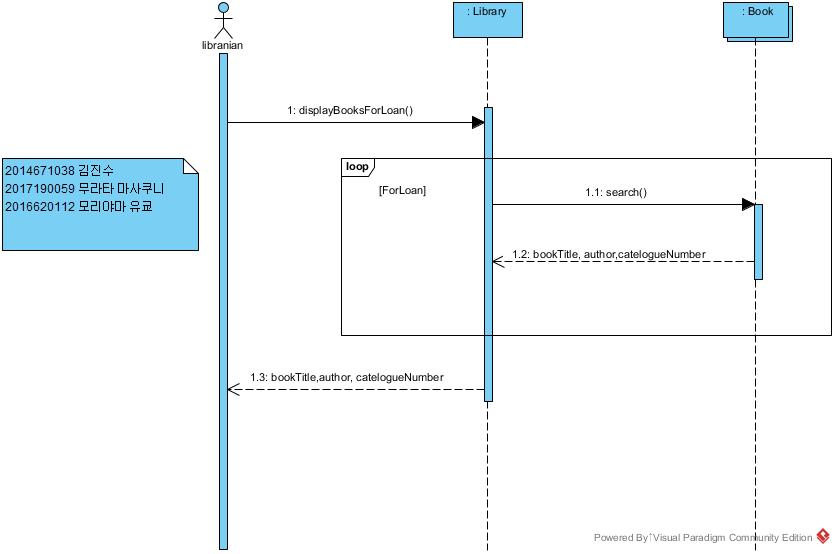 : Library
: Book
libranian
1: displayBooksForLoan()
2014671038 김진수
2017190059 무라타 마사쿠니
2016620112 모리야마 유쿄
loop
[ForLoan]
1.1: search()
1.2: bookTitle, author,catelogueNumber
1.3: bookTitle,author, catelogueNumber
Powered By Visual Paradigm Community Edition